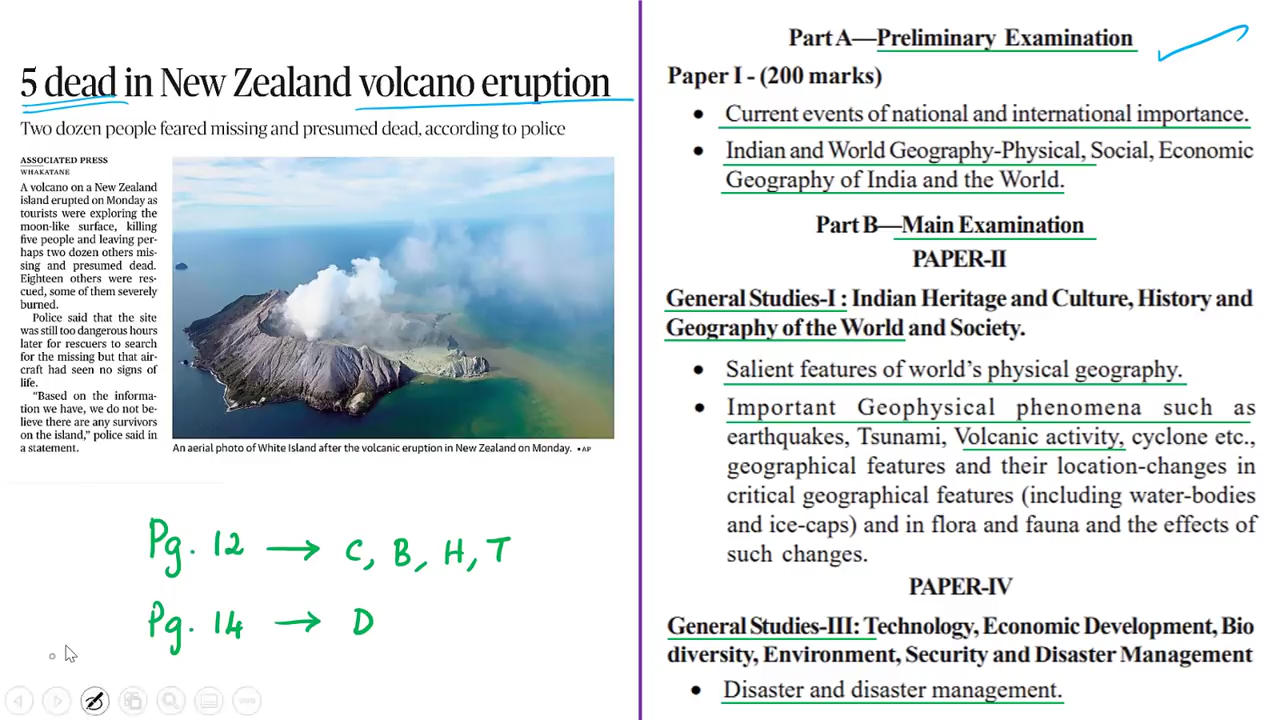 5 dead in New Zealand volcano eruption
Two dozen people feared missing and presumed dead, according to police
ASSOCIATED PRESS
WHAKATANE
A volcano on a New Zealand
island erupted on Monday as
tourists were exploring the
moon-like surface, killing
five people and leaving per-
haps two dozen others mis-
sing and presumed dead.
Eighteen others were res-
cued, some of them severely
burned.
Police said that the site
was still too dangerous hours
later for rescuers to search
for the missing but that air-
craft had seen no signs of
life.
“Based on the informa-
tion we have, we do not be-
lieve there are any survivors
on the island,” police said in
a statement.
An aerial photo of White Island after the volcanic eruption in New Zealand on Monday. •AP
Pg. 12 → C, B, H, T
Pg. 14 → D
Part A—Preliminary Examination
Paper I - (200 marks)
• Current events of national and international importance.
• Indian and World Geography-Physical, Social, Economic
Geography of India and the World.
Part B—Main Examination
PAPER-II
General Studies-I : Indian Heritage and Culture, History and
Geography of the World and Society.
• Salient features of world’s physical geography.
• Important Geophysical phenomena such as
earthquakes, Tsunami, Volcanic activity, cyclone etc.,
geographical features and their location-changes in
critical geographical features (including water-bodies
and ice-caps) and in flora and fauna and the effects of
such changes.
PAPER-IV
General Studies-III: Technology, Economic Development, Bio
diversity, Environment, Security and Disaster Management
• Disaster and disaster management.